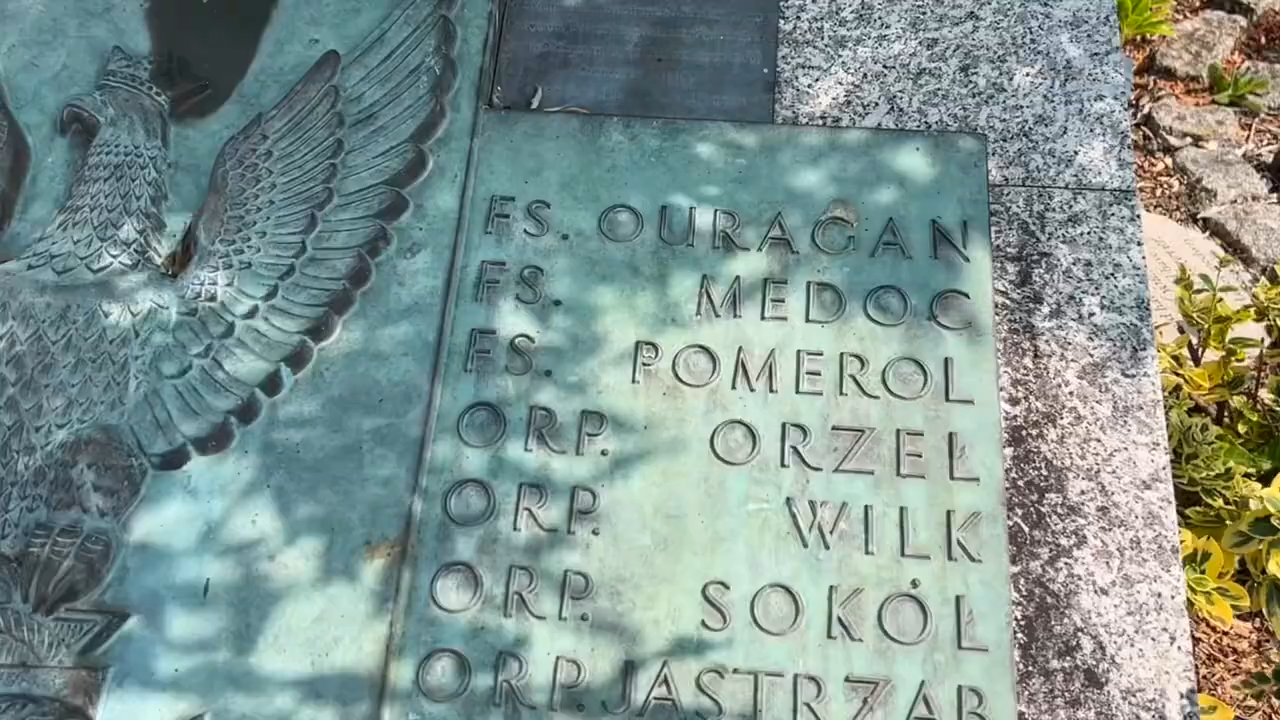 FS. OURAGAN
FS. MEDOC
FS. POMEROL
ORP. ORZEŁ
ORP. WILK
ORP. SOKÓŁ
ORP. JASTRZĄB